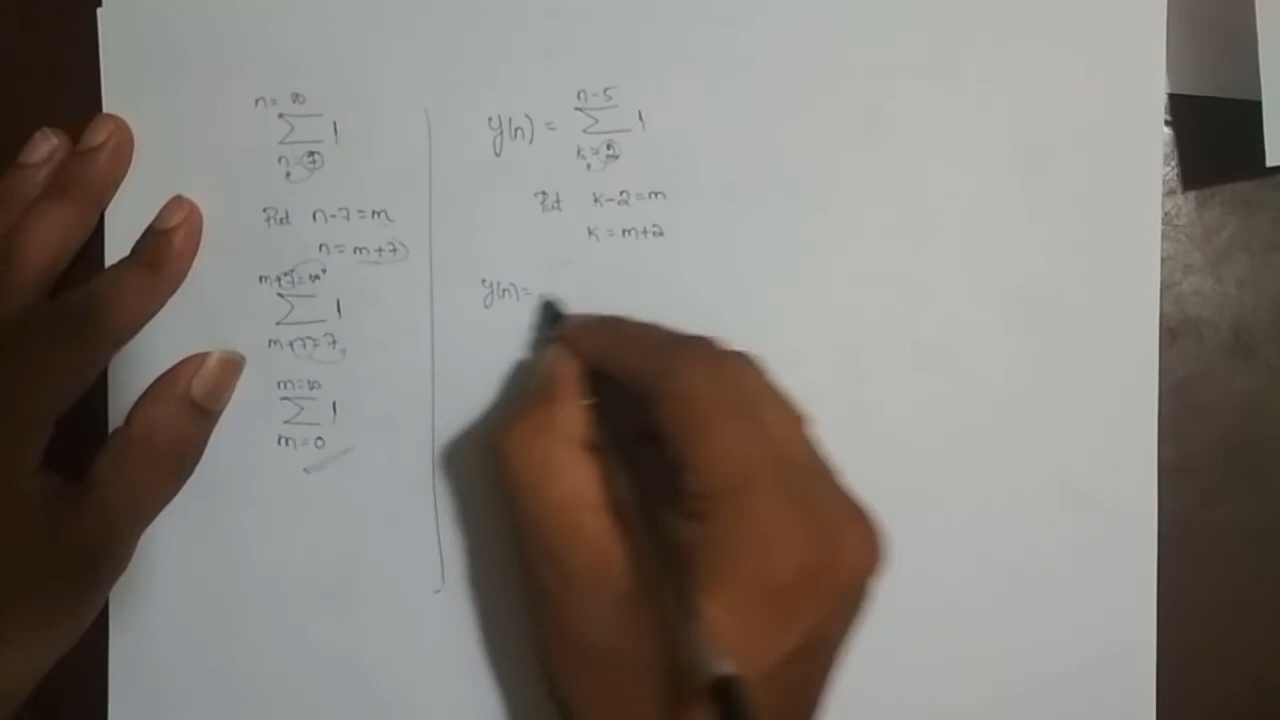 n=∞
∑ 1
n=7
Put n-7=m
n=m+7
m+7=∞
∑ 1
m+7=7
m=∞
∑ 1
m=0
n-5
y(n) = ∑ 1
k=2
Put k-2=m
k=m+2
y(n)=